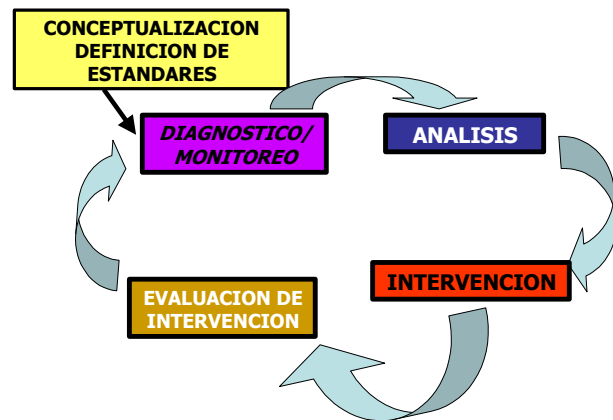 CONCEPTUALIZACION
DEFINICION DE
ESTANDARES
DIAGNOSTICO/
MONITOREO
ANALISIS
INTERVENCION
EVALUACION DE
INTERVENCION